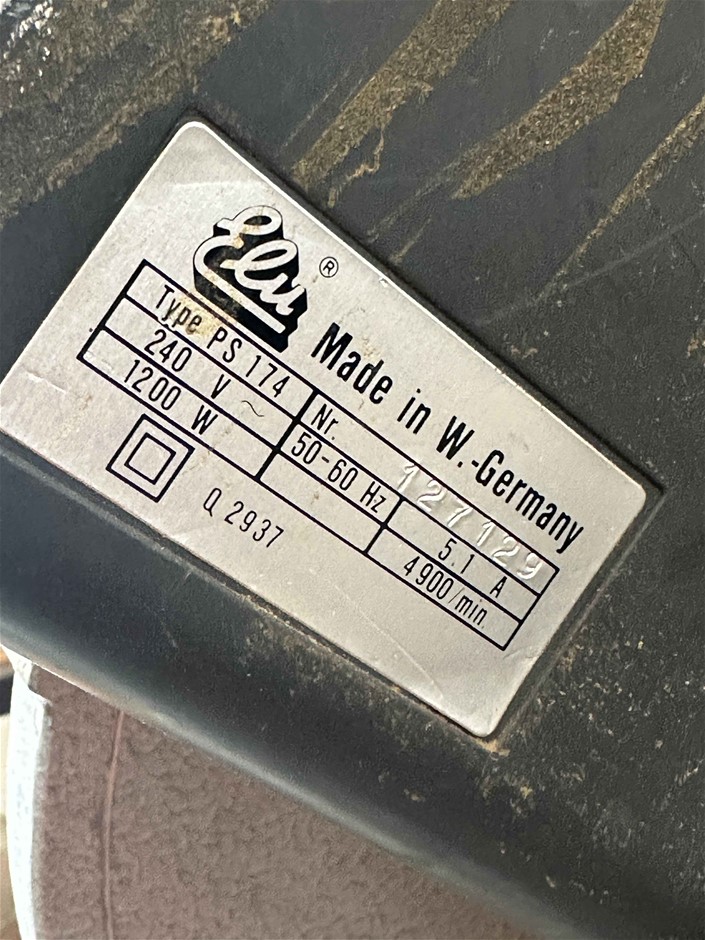 Elu ®
Made in W.-Germany
Type PS 174
Nr. 127129
240 V ~
50-60 Hz
5.1 A
1200 W
4900/min.
Q 2937